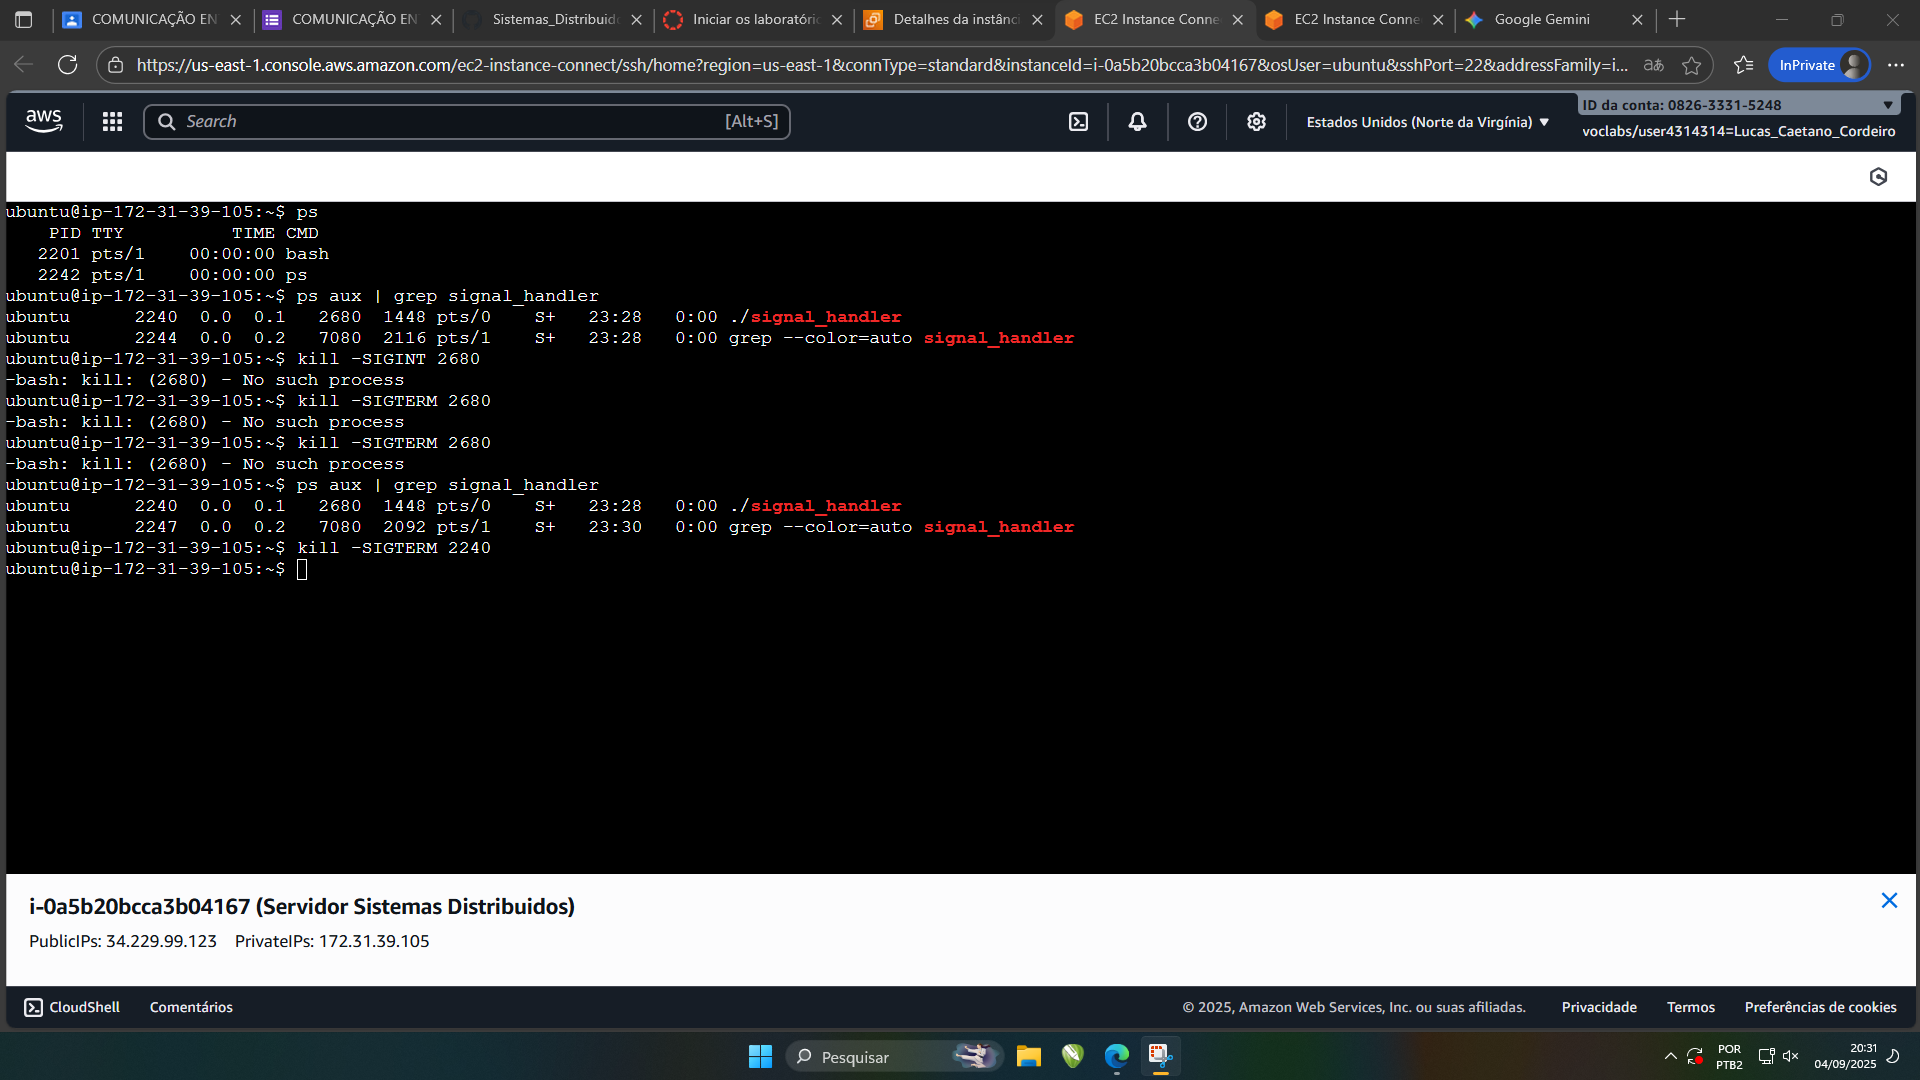 COMUNICAÇÃO EN
COMUNICAÇÃO EN
Sistemas_Distribuido
Iniciar os laboratório
Detalhes da instânci
EC2 Instance Conne
EC2 Instance Conne
Google Gemini
https://us-east-1.console.aws.amazon.com/ec2-instance-connect/ssh/home?region=us-east-1&connType=standard&instanceId=i-0a5b20bcca3b04167&osUser=ubuntu&sshPort=22&addressFamily=i...
あ
InPrivate
aws
Search
[Alt+S]
Estados Unidos (Norte da Virgínia)
ID da conta: 0826-3331-5248
voclabs/user4314314=Lucas_Caetano_Cordeiro
ubuntu@ip-172-31-39-105:~$ ps
PID TTY TIME CMD
2201 pts/1 00:00:00 bash
2242 pts/1 00:00:00 ps
ubuntu@ip-172-31-39-105:~$ ps aux | grep signal_handler
ubuntu 2240 0.0 0.1 2680 1448 pts/0 S+ 23:28 0:00 ./signal_handler
ubuntu 2244 0.0 0.2 7080 2116 pts/1 S+ 23:28 0:00 grep --color=auto signal_handler
ubuntu@ip-172-31-39-105:~$ kill -SIGINT 2680
-bash: kill: (2680) - No such process
ubuntu@ip-172-31-39-105:~$ kill -SIGTERM 2680
-bash: kill: (2680) - No such process
ubuntu@ip-172-31-39-105:~$ kill -SIGTERM 2680
-bash: kill: (2680) - No such process
ubuntu@ip-172-31-39-105:~$ ps aux | grep signal_handler
ubuntu 2240 0.0 0.1 2680 1448 pts/0 S+ 23:28 0:00 ./signal_handler
ubuntu 2247 0.0 0.2 7080 2092 pts/1 S+ 23:30 0:00 grep --color=auto signal_handler
ubuntu@ip-172-31-39-105:~$ kill -SIGTERM 2240
ubuntu@ip-172-31-39-105:~$
i-0a5b20bcca3b04167 (Servidor Sistemas Distribuidos)
PublicIPs: 34.229.99.123 PrivateIPs: 172.31.39.105
CloudShell
Comentários
© 2025, Amazon Web Services, Inc. ou suas afiliadas.
Privacidade
Termos
Preferências de cookies
Pesquisar
POR
PTB2
20:31
04/09/2025